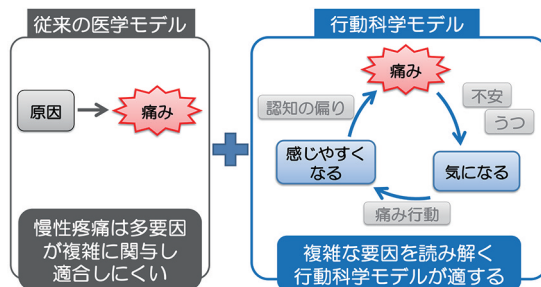 従来の医学モデル
原因
痛み
慢性疼痛は多要因
が複雑に関与し
適合しにくい
行動科学モデル
痛み
不安
うつ
気になる
痛み行動
感じやすく
なる
認知の偏り
複雑な要因を読み解く
行動科学モデルが適する